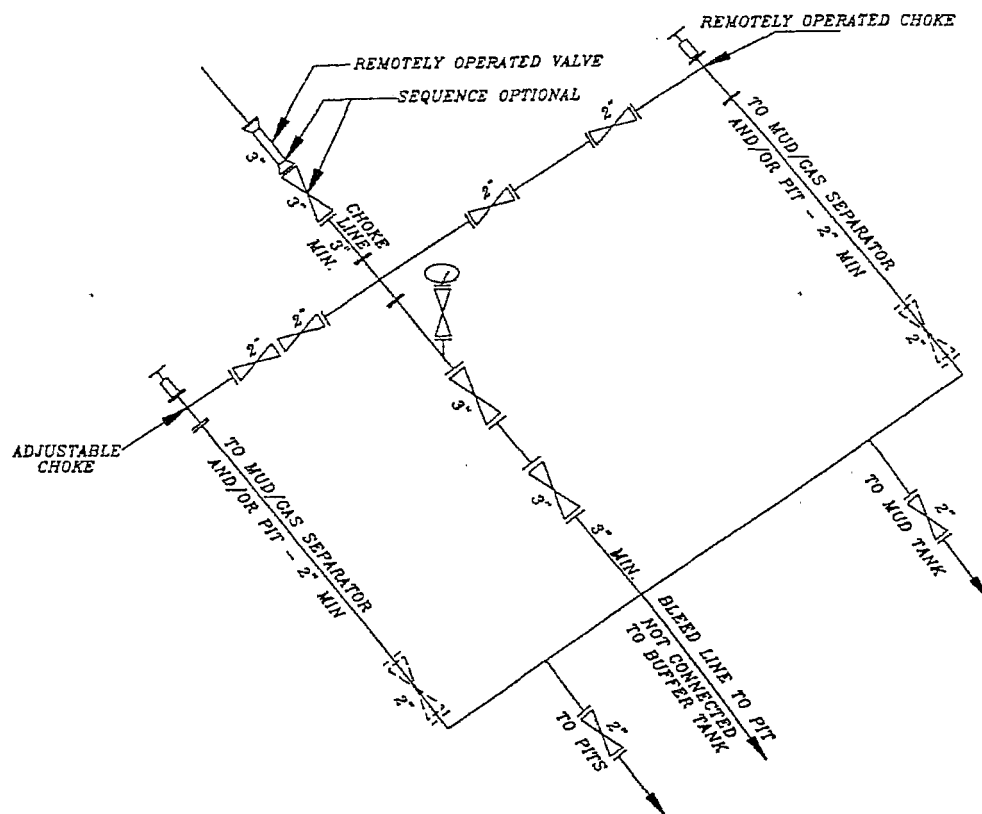 REMOTELY OPERATED CHOKE
REMOTELY OPERATED VALVE
SEQUENCE OPTIONAL
3"
3"
CHOKE
LINE
3"
MIN.
2"
2"
TO MUD/GAS SEPARATOR
AND/OR PIT - 2" MIN
2"
2"
2"
3"
3"
3" MIN.
ADJUSTABLE
CHOKE
TO MUD/GAS SEPARATOR
AND/OR PIT - 2" MIN
2"
2"
TO MUD TANK
BLEED LINE TO PIT
NOT CONNECTED
TO BUFFER TANK
2"
TO PITS